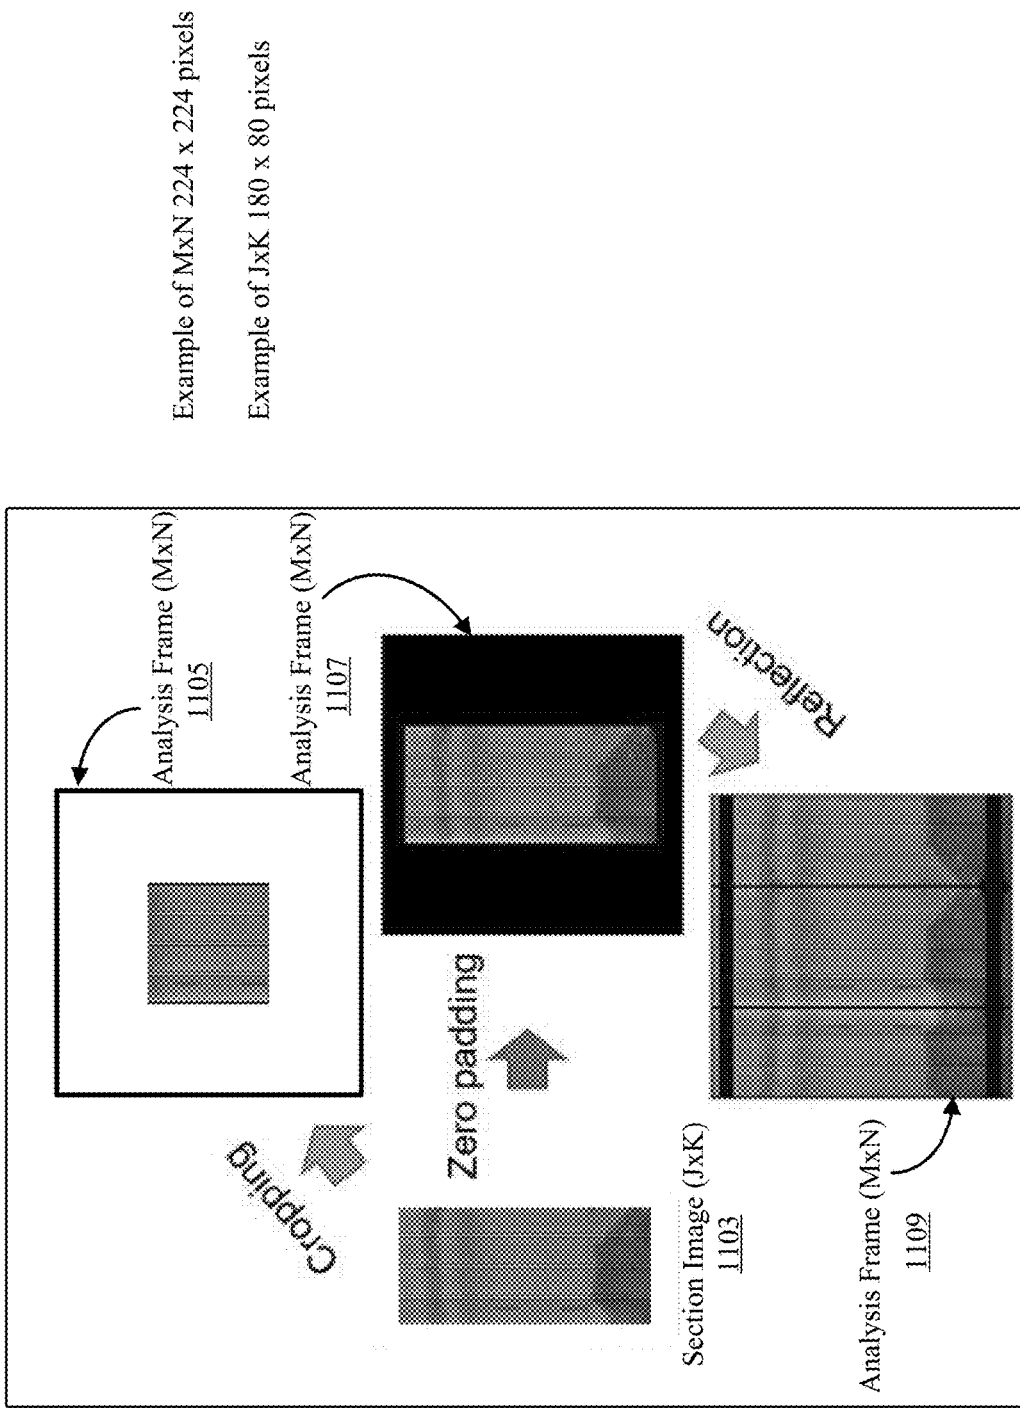 Example of MxN 224 x 224 pixels
Example of JxK 180 x 80 pixels
Analysis Frame (MxN)
1105
Analysis Frame (MxN)
1107
Cropping
Zero padding
Reflection
Section Image (JxK)
1103
Analysis Frame (MxN)
1109